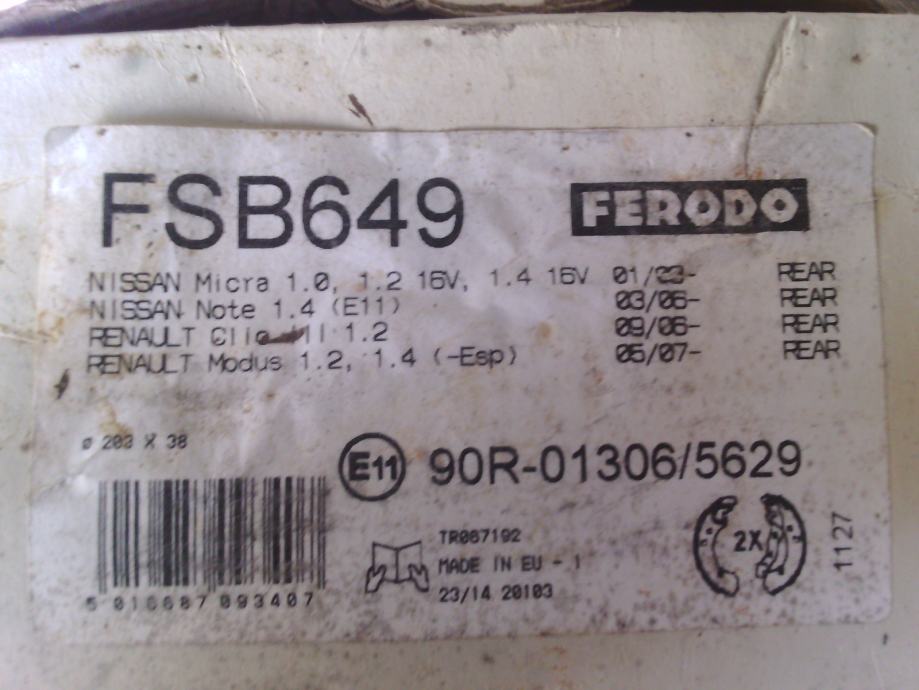 FSB649
FERODO
NISSAN Micra 1.0, 1.2 16V, 1.4 16V 01/03- REAR
NISSAN Note 1.4 (E11) 03/06- REAR
RENAULT Clio III 1.2 09/06- REAR
RENAULT Modus 1.2, 1.4 (-Esp) 05/07- REAR
ø 203 X 38
E11 90R-01306/5629
TR067192
MADE IN EU - 1
23/14 20103
2X
1127
5 016687 093407